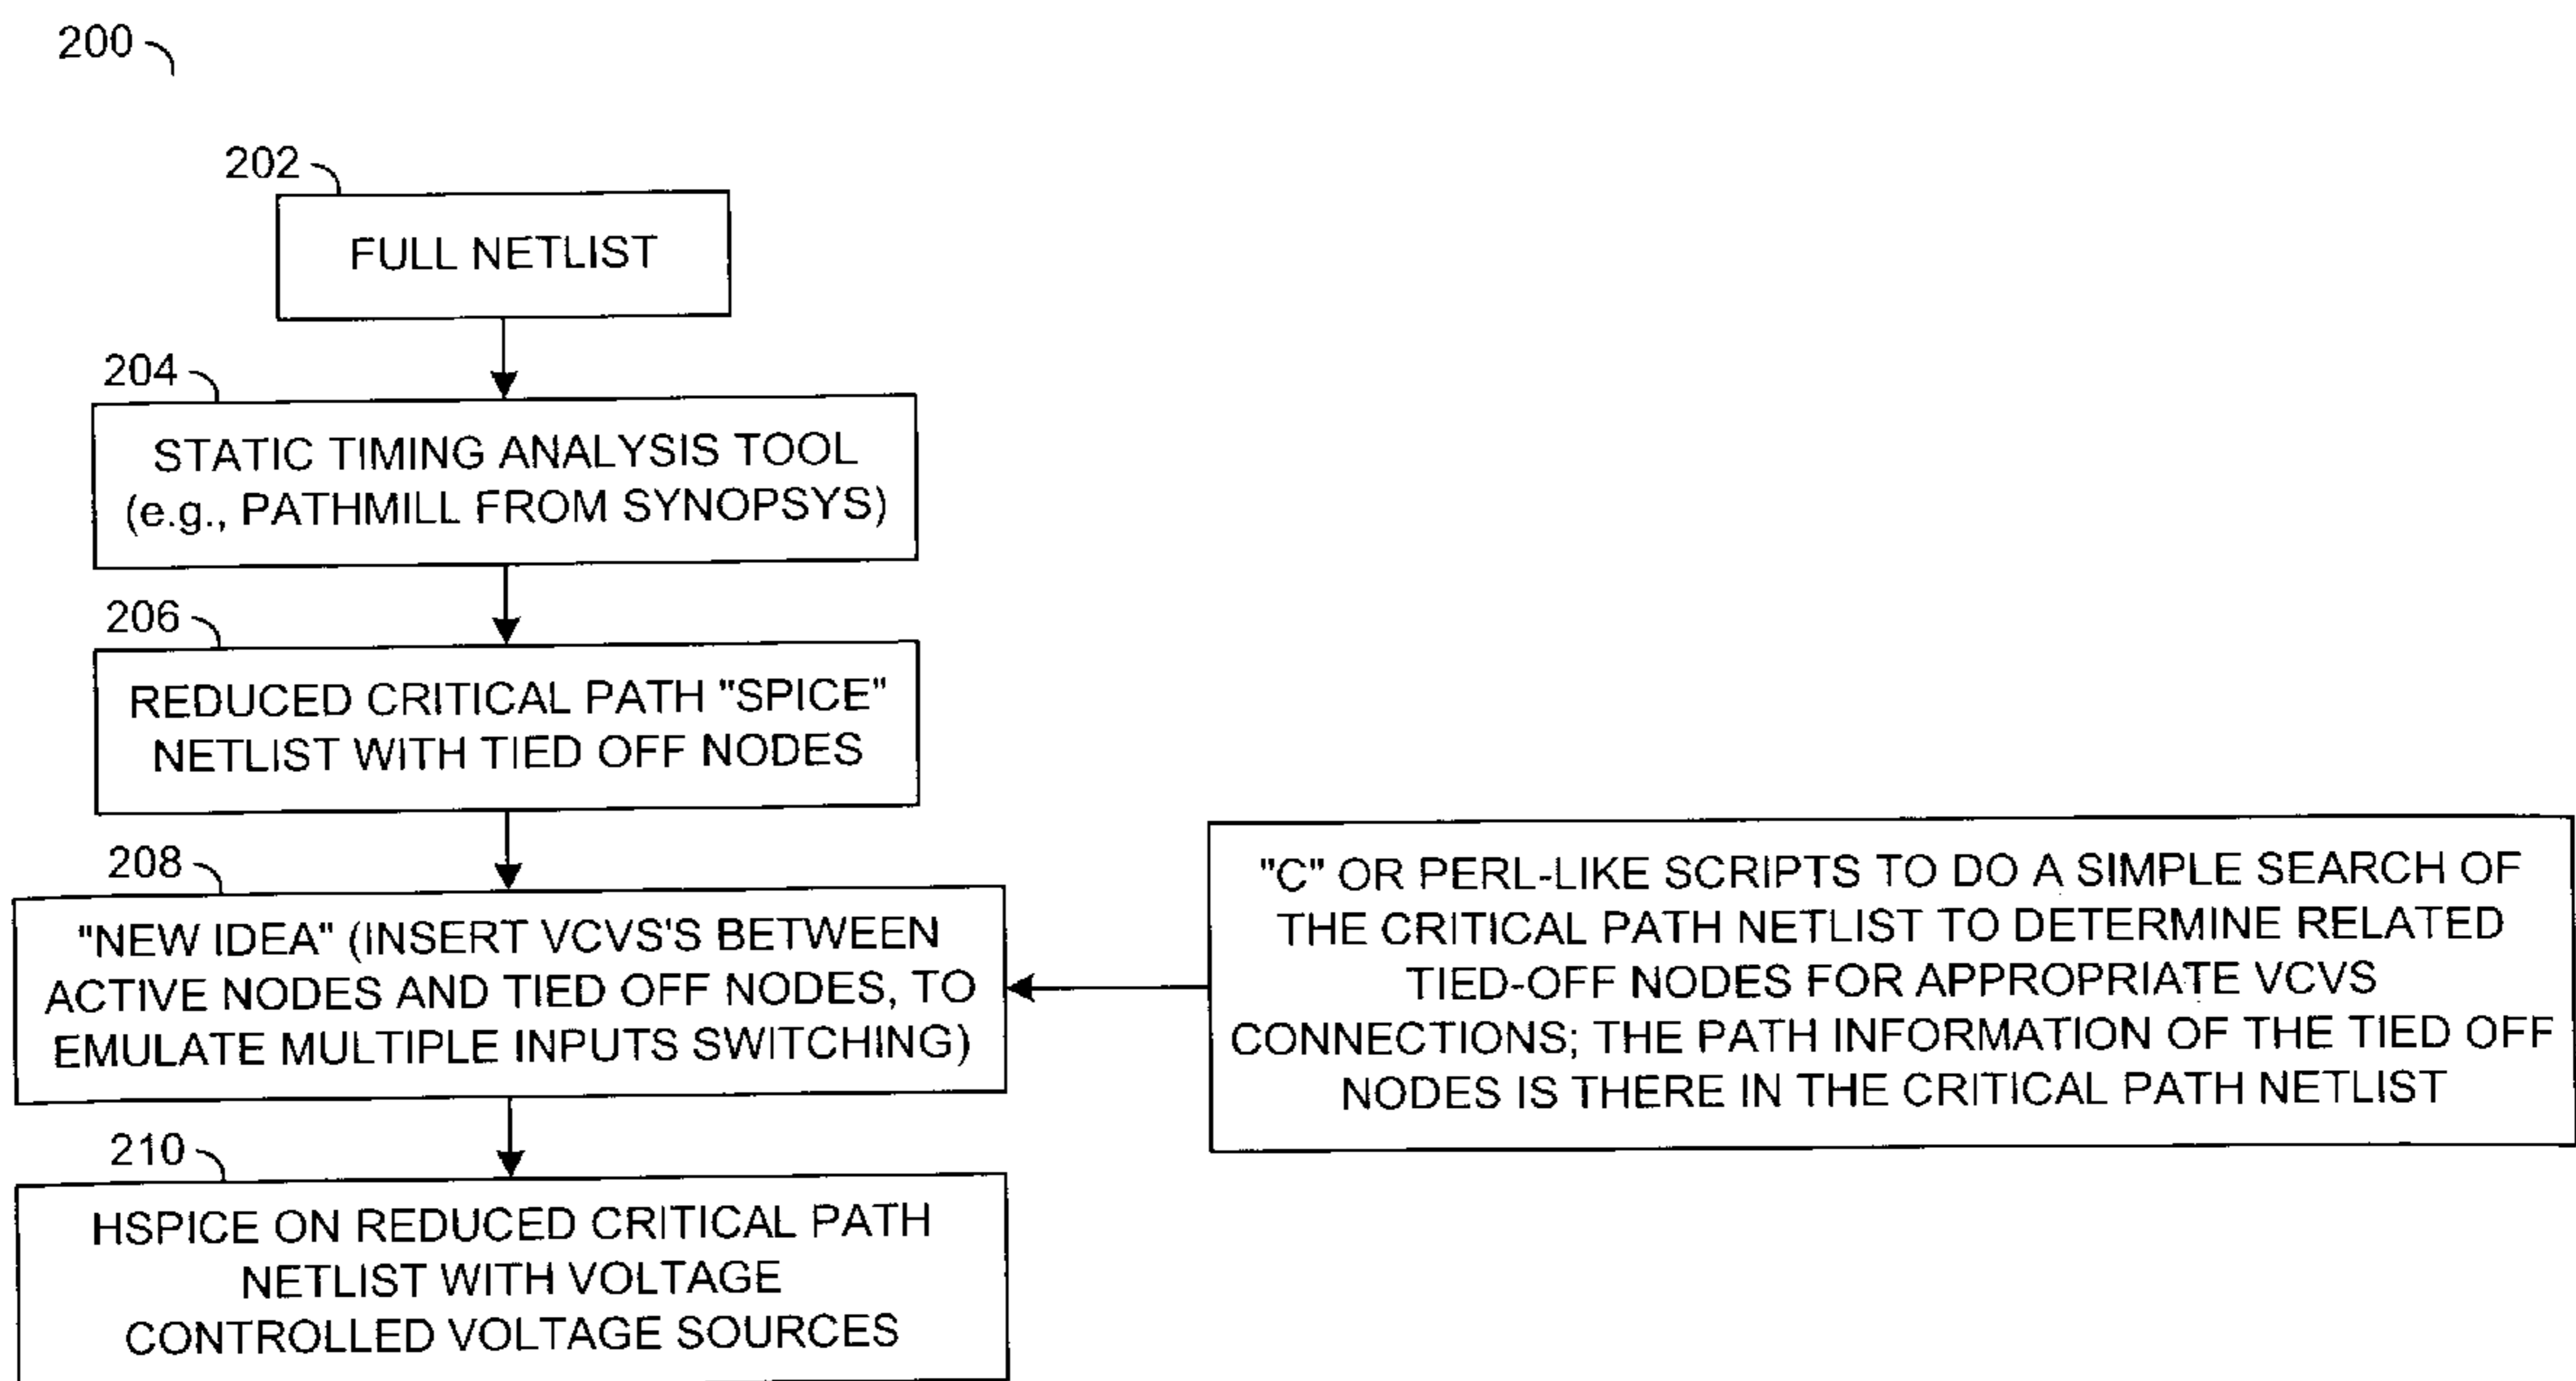 200
202
FULL NETLIST
204
STATIC TIMING ANALYSIS TOOL
(e.g., PATHMILL FROM SYNOPSYS)
206
REDUCED CRITICAL PATH "SPICE"
NETLIST WITH TIED OFF NODES
208
"NEW IDEA" (INSERT VCVS'S BETWEEN
ACTIVE NODES AND TIED OFF NODES, TO
EMULATE MULTIPLE INPUTS SWITCHING)
"C" OR PERL-LIKE SCRIPTS TO DO A SIMPLE SEARCH OF
THE CRITICAL PATH NETLIST TO DETERMINE RELATED
TIED-OFF NODES FOR APPROPRIATE VCVS
CONNECTIONS; THE PATH INFORMATION OF THE TIED OFF
NODES IS THERE IN THE CRITICAL PATH NETLIST
210
HSPICE ON REDUCED CRITICAL PATH
NETLIST WITH VOLTAGE
CONTROLLED VOLTAGE SOURCES